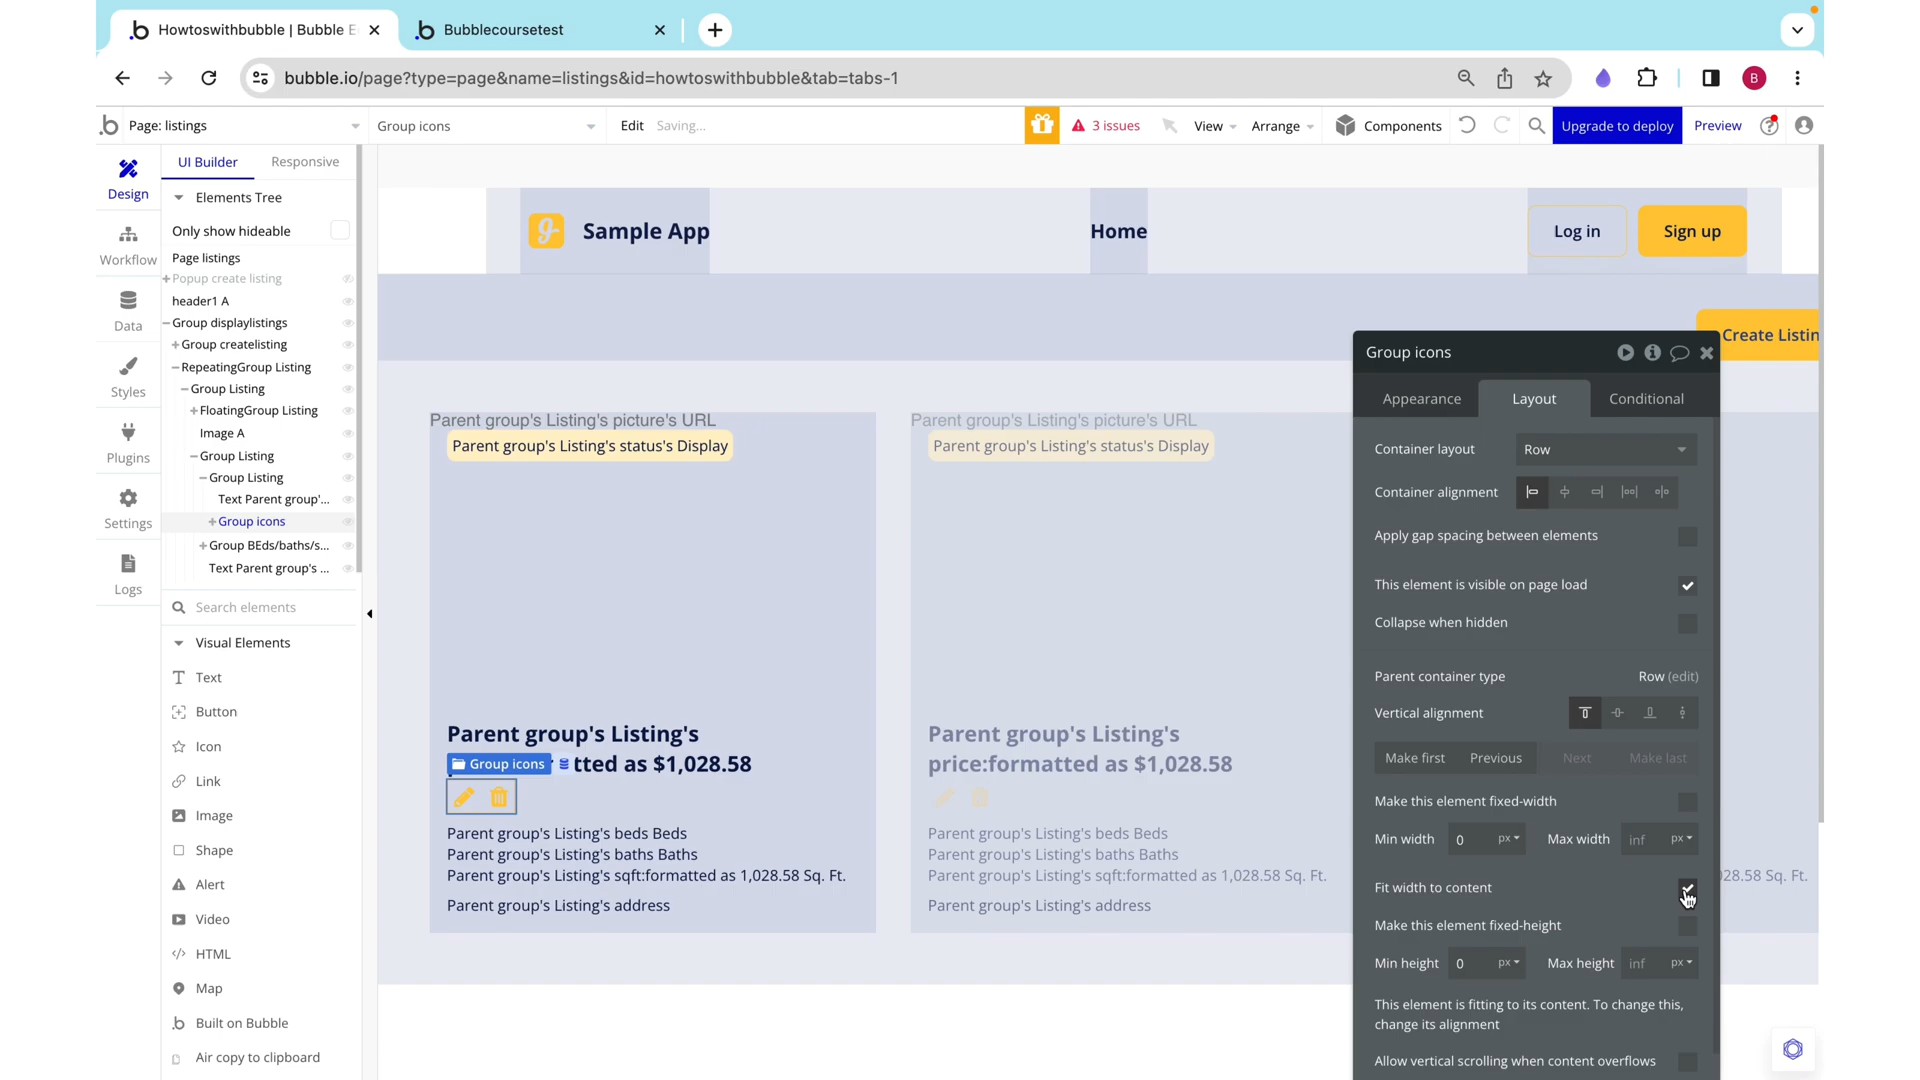 Howtoswithbubble | Bubble E
Bubblecoursetest
bubble.io/page?type=page&name=listings&id=howtoswithbubble&tab=tabs-1
B
Page: listings
Group icons
Edit
Saving...
3 issues
View
Arrange
Components
Upgrade to deploy
Preview
Design
Workflow
Data
Styles
Plugins
Settings
Logs
UI Builder
Responsive
Elements Tree
Only show hideable
Page listings
Popup create listing
header1 A
Group displaylistings
Group createlisting
RepeatingGroup Listing
Group Listing
FloatingGroup Listing
Image A
Group Listing
Group Listing
Text Parent group'...
Group icons
Group BEds/baths/s...
Text Parent group's ...
Search elements
Visual Elements
Text
Button
Icon
Link
Image
Shape
Alert
Video
HTML
Map
Built on Bubble
Air copy to clipboard
Sample App
Home
Log in
Sign up
Create Listin
Parent group's Listing's picture's URL
Parent group's Listing's status's Display
Parent group's Listing's
tted as $1,028.58
Group icons
Parent group's Listing's beds Beds
Parent group's Listing's baths Baths
Parent group's Listing's sqft:formatted as 1,028.58 Sq. Ft.
Parent group's Listing's address
Parent group's Listing's picture's URL
Parent group's Listing's status's Display
Parent group's Listing's
price:formatted as $1,028.58
Parent group's Listing's beds Beds
Parent group's Listing's baths Baths
Parent group's Listing's sqft:formatted as 1,028.58 Sq. Ft.
Parent group's Listing's address
28.58 Sq. Ft.
Group icons
Appearance
Layout
Conditional
Container layout
Row
Container alignment
Apply gap spacing between elements
This element is visible on page load
Collapse when hidden
Parent container type
Row (edit)
Vertical alignment
Make first
Previous
Next
Make last
Make this element fixed-width
Min width
0
px
Max width
inf
px
Fit width to content
Make this element fixed-height
Min height
0
px
Max height
inf
px
This element is fitting to its content. To change this,
change its alignment
Allow vertical scrolling when content overflows